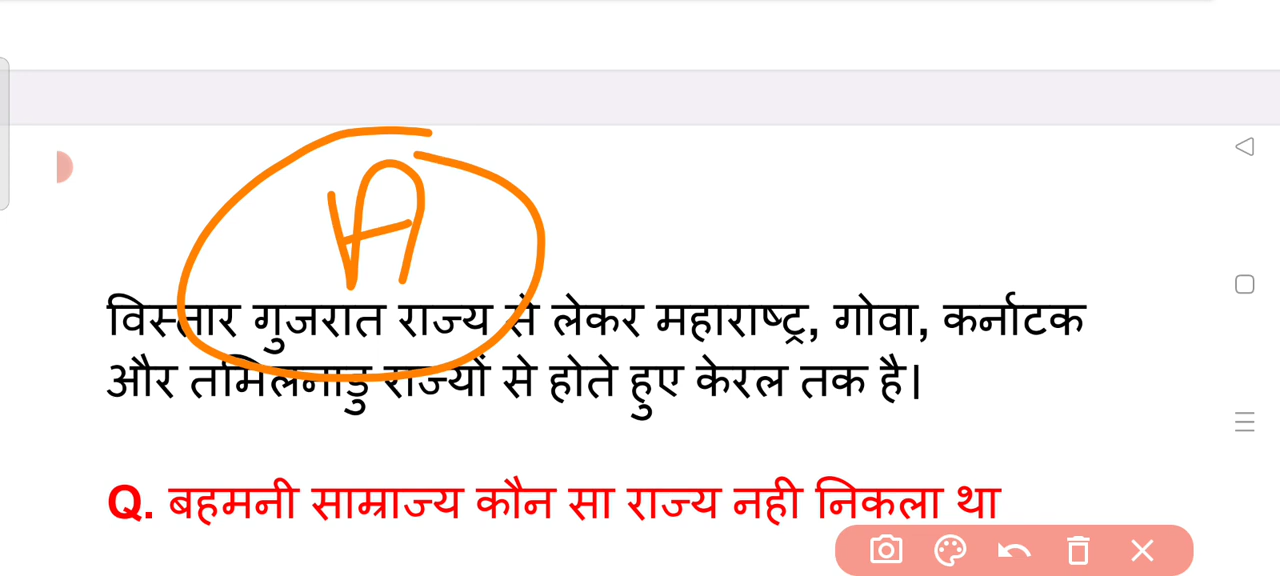 A
विस्तार गुजरात राज्य से लेकर महाराष्ट्र, गोवा, कर्नाटक
और तमिलनाडु राज्यों से होते हुए केरल तक है।
Q. बहमनी साम्राज्य कौन सा राज्य नही निकला था